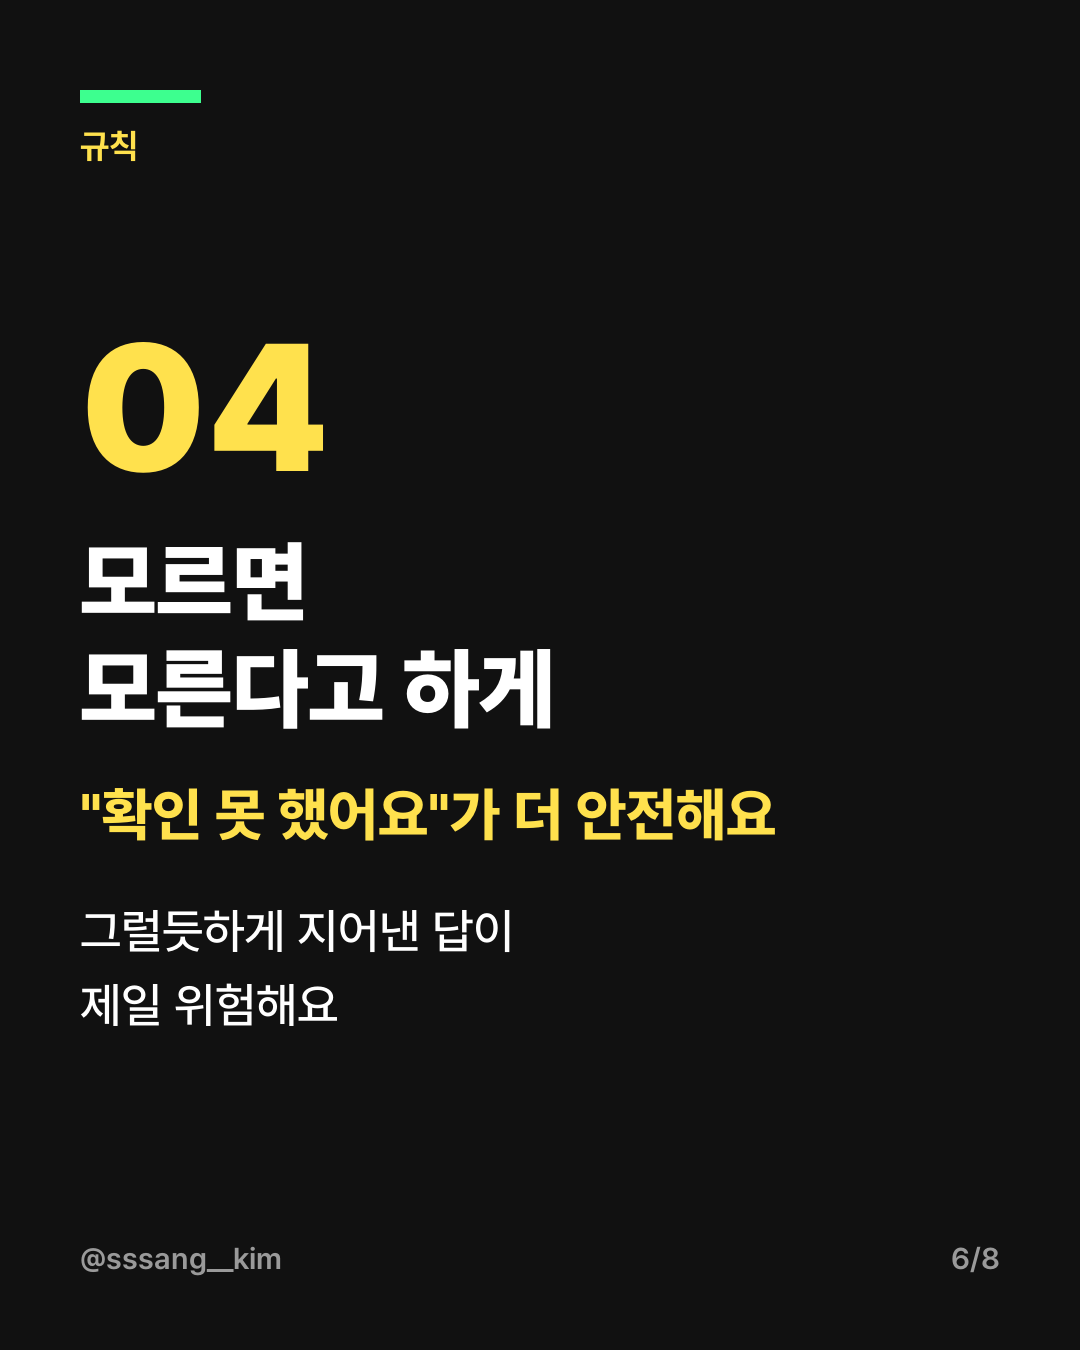 규칙
04
모르면
모른다고 하게
"확인 못 했어요"가 더 안전해요
그럴듯하게 지어낸 답이
제일 위험해요
@sssang__kim
6/8